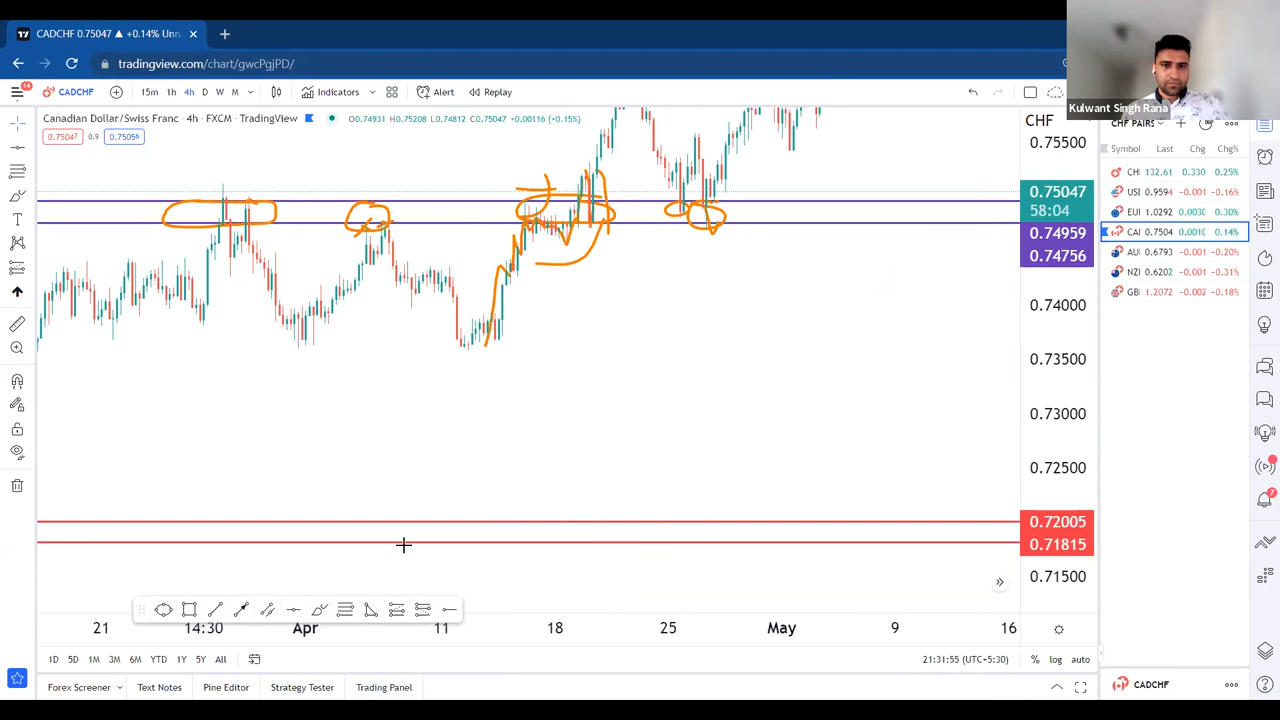 CADCHF 0.75047 ▲ +0.14% Unn
tradingview.com/chart/gwcPgjPD/
Kulwant Singh Rana
14
CADCHF
15m 1h 4h D W M
Indicators
Alert
Replay
Canadian Dollar/Swiss Franc · 4h · FXCM · TradingView
O0.74931 H0.75208 L0.74812 C0.75047 +0.00116 (+0.15%)
0.75047 0.9 0.75056
CHF
CHF PAIRS
Symbol Last Chg Chg%
CH 132.61 0.330 0.25%
USI 0.9594 -0.001 -0.16%
EUI 1.0292 0.0030 0.30%
CAI 0.7504 0.0010 0.14%
AU 0.6793 -0.001 -0.20%
NZI 0.6202 -0.001 -0.31%
GB 1.2072 -0.002 -0.18%
0.75500
0.75047
58:04
0.74959
0.74756
0.74000
0.73500
0.73000
0.72500
0.72005
0.71815
0.71500
7
21 14:30 Apr 11 18 25 May 9 16
1D 5D 1M 3M 6M YTD 1Y 5Y All
21:31:55 (UTC+5:30) % log auto
Forex Screener Text Notes Pine Editor Strategy Tester Trading Panel
CADCHF